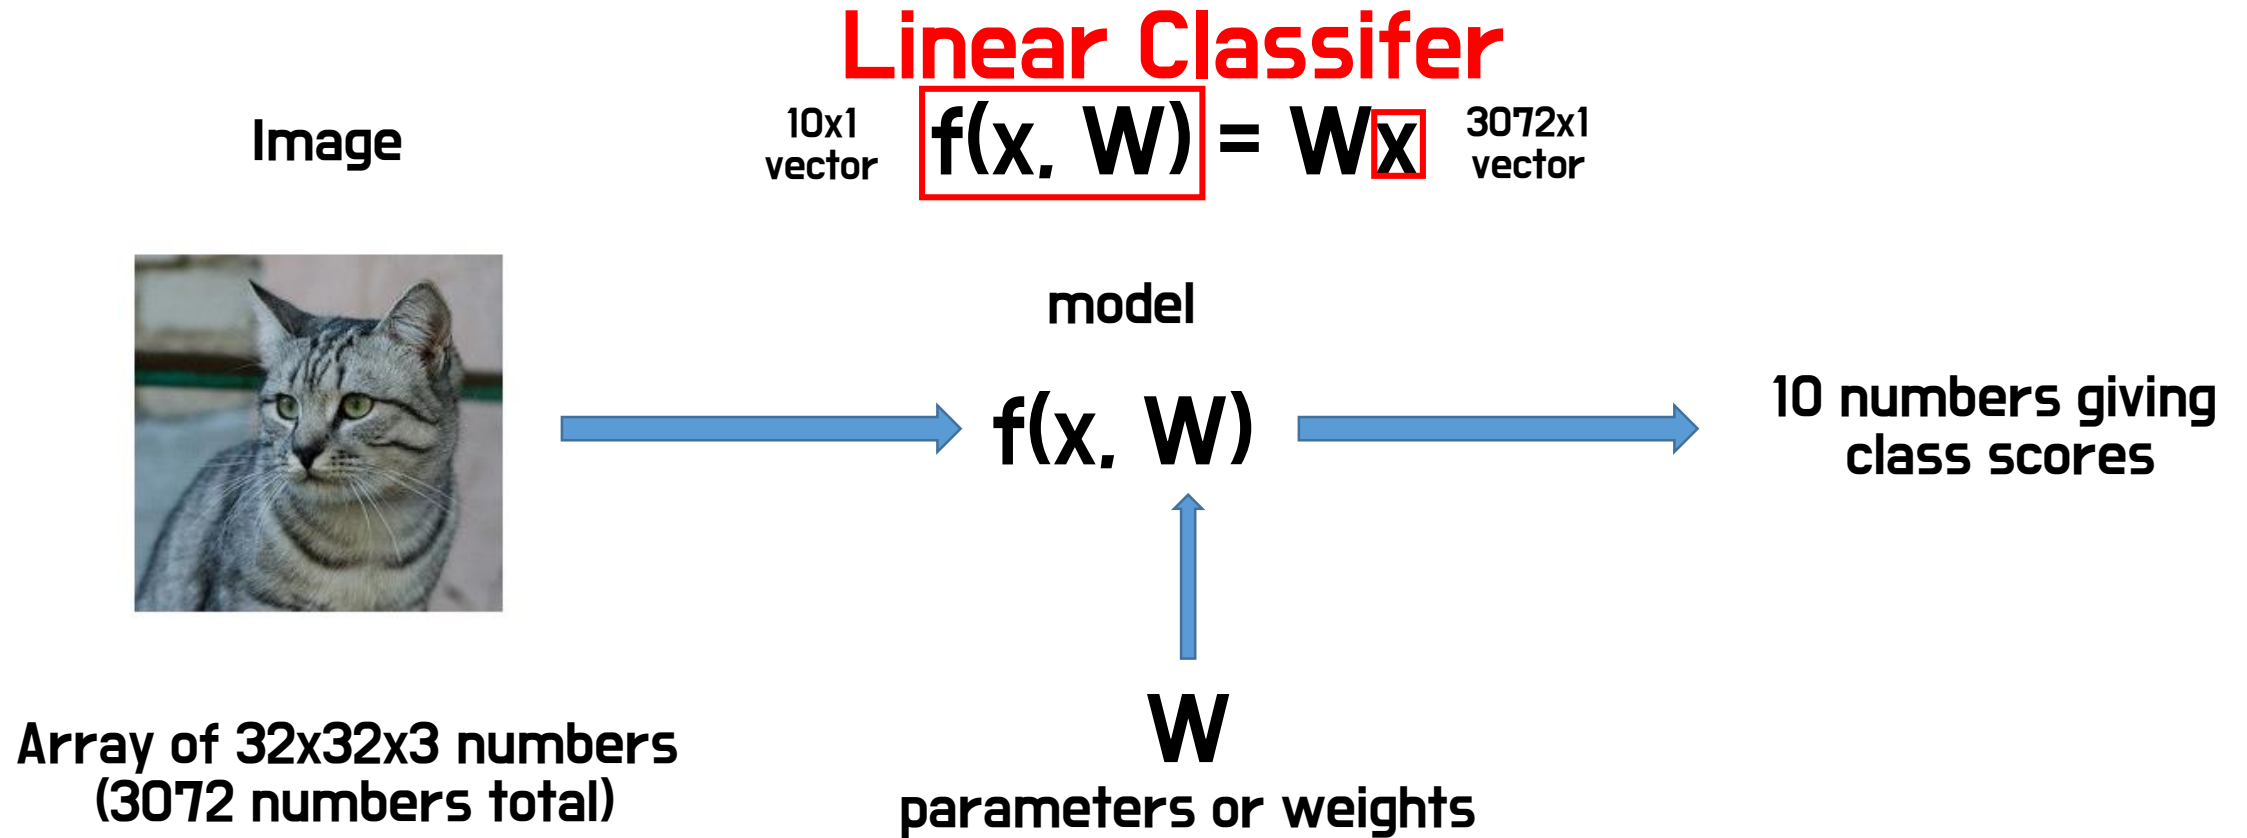 Linear Classifer
Image
10x1
vector
f(x, W) = Wx
3072x1
vector
model
f(x, W)
10 numbers giving
class scores
W
parameters or weights
Array of 32x32x3 numbers
(3072 numbers total)